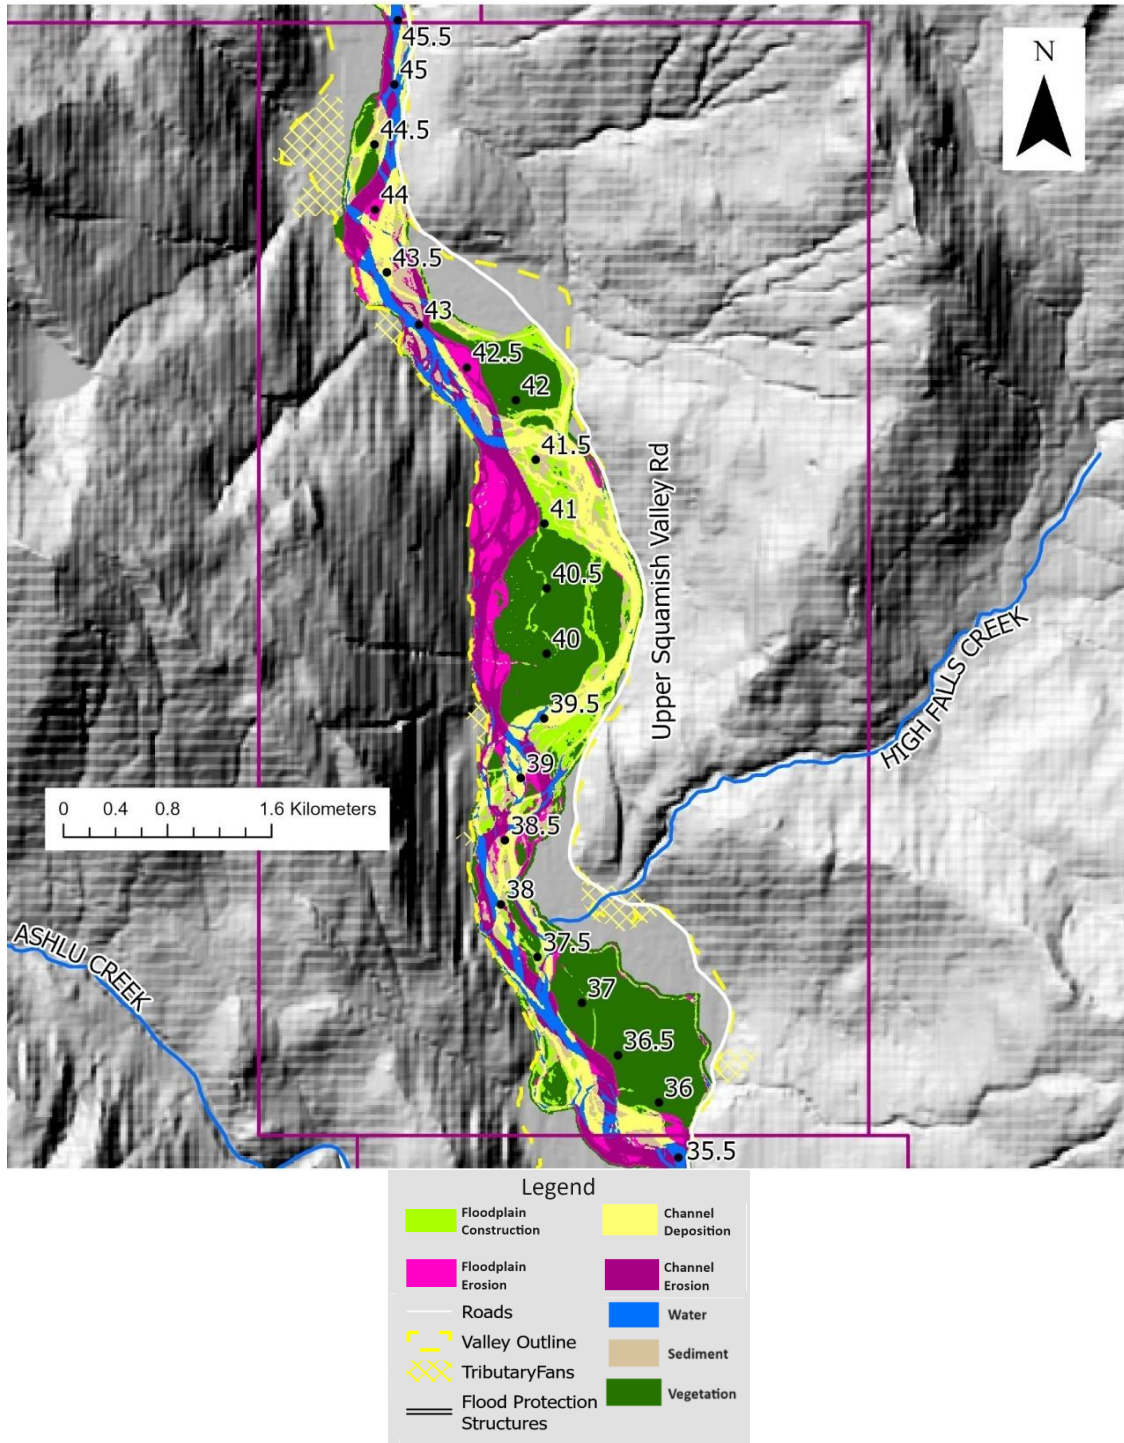 45.5
N
45
44.5
44
43.5
43
42.5
42
41.5
41
40.5
40
39.5
Upper Squamish Valley Rd
HIGH FALLS CREEK
39
0 0.4 0.8 1.6 Kilometers
38.5
38
37.5
ASHLU CREEK
37
36.5
36
35.5
Legend
Floodplain
Construction
Channel
Deposition
Floodplain
Erosion
Channel
Erosion
Roads
Water
Valley Outline
Sediment
TributaryFans
Vegetation
Flood Protection
Structures